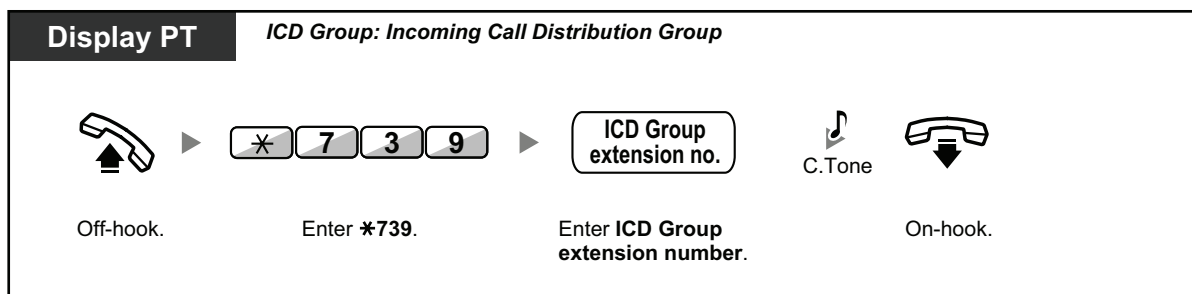 Display PT
ICD Group: Incoming Call Distribution Group
* 7 3 9
ICD Group
extension no.
C.Tone
Off-hook.
Enter *739.
Enter ICD Group
extension number.
On-hook.